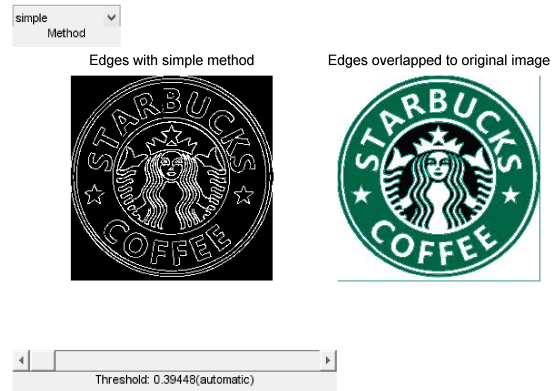 simple
Method
Edges with simple method
Edges overlapped to original image
STARBUCKS
COFFEE
STARBUCKS
COFFEE
Threshold: 0.39448(automatic)